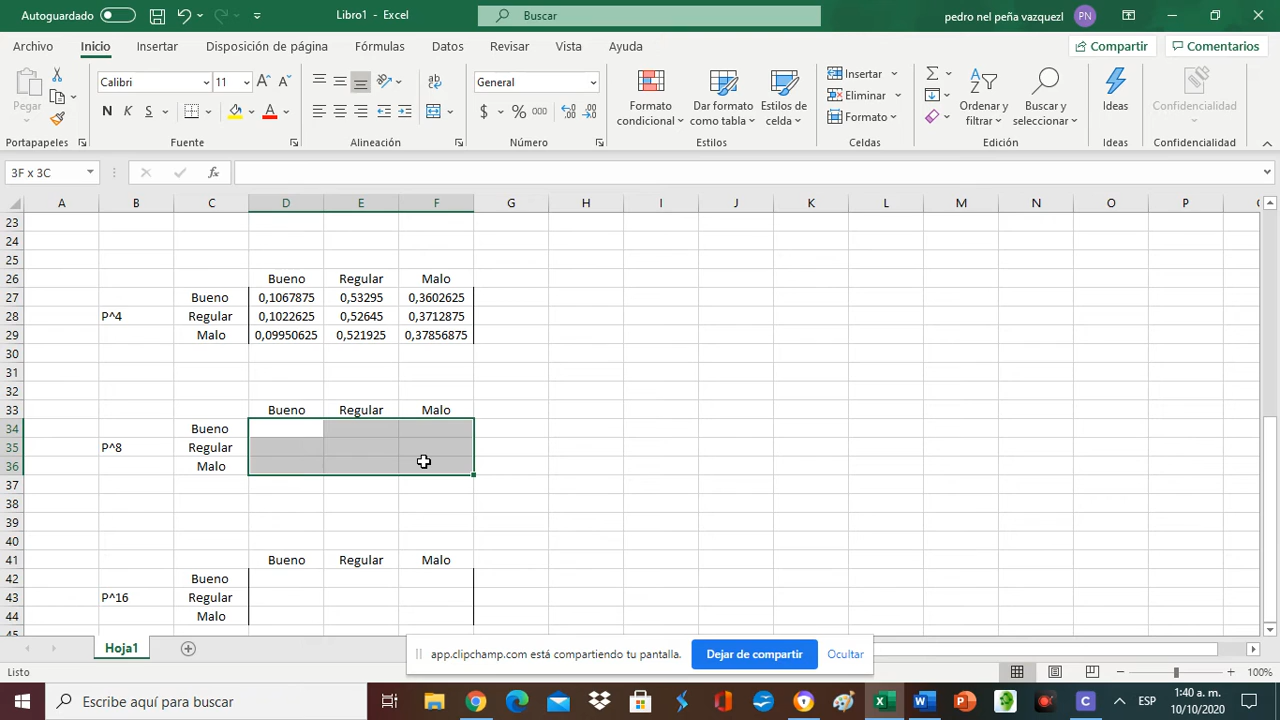 Autoguardado
Libro1 - Excel
Buscar
pedro nel peña vazquezl
PN
Archivo
Inicio
Insertar
Disposición de página
Fórmulas
Datos
Revisar
Vista
Ayuda
Compartir
Comentarios
Pegar
Calibri
11
N K S
General
$ % 000
Formato condicional
Dar formato como tabla
Estilos de celda
Insertar
Eliminar
Formato
Ordenar y filtrar
Buscar y seleccionar
Ideas
Confidencialidad
Portapapeles
Fuente
Alineación
Número
Estilos
Celdas
Edición
Ideas
Confidencialidad
3F x 3C
fx
A B C D E F G H I J K L M N O P
23
24
25
26 Bueno Regular Malo
27 Bueno 0,1067875 0,53295 0,3602625
28 P^4 Regular 0,1022625 0,52645 0,3712875
29 Malo 0,09950625 0,521925 0,37856875
30
31
32
33 Bueno Regular Malo
34 Bueno
35 P^8 Regular
36 Malo
37
38
39
40
41 Bueno Regular Malo
42 Bueno
43 P^16 Regular
44 Malo
45
Hoja1
app.clipchamp.com está compartiendo tu pantalla.
Dejar de compartir
Ocultar
Listo
100%
Escribe aquí para buscar
ESP
1:40 a. m.
10/10/2020